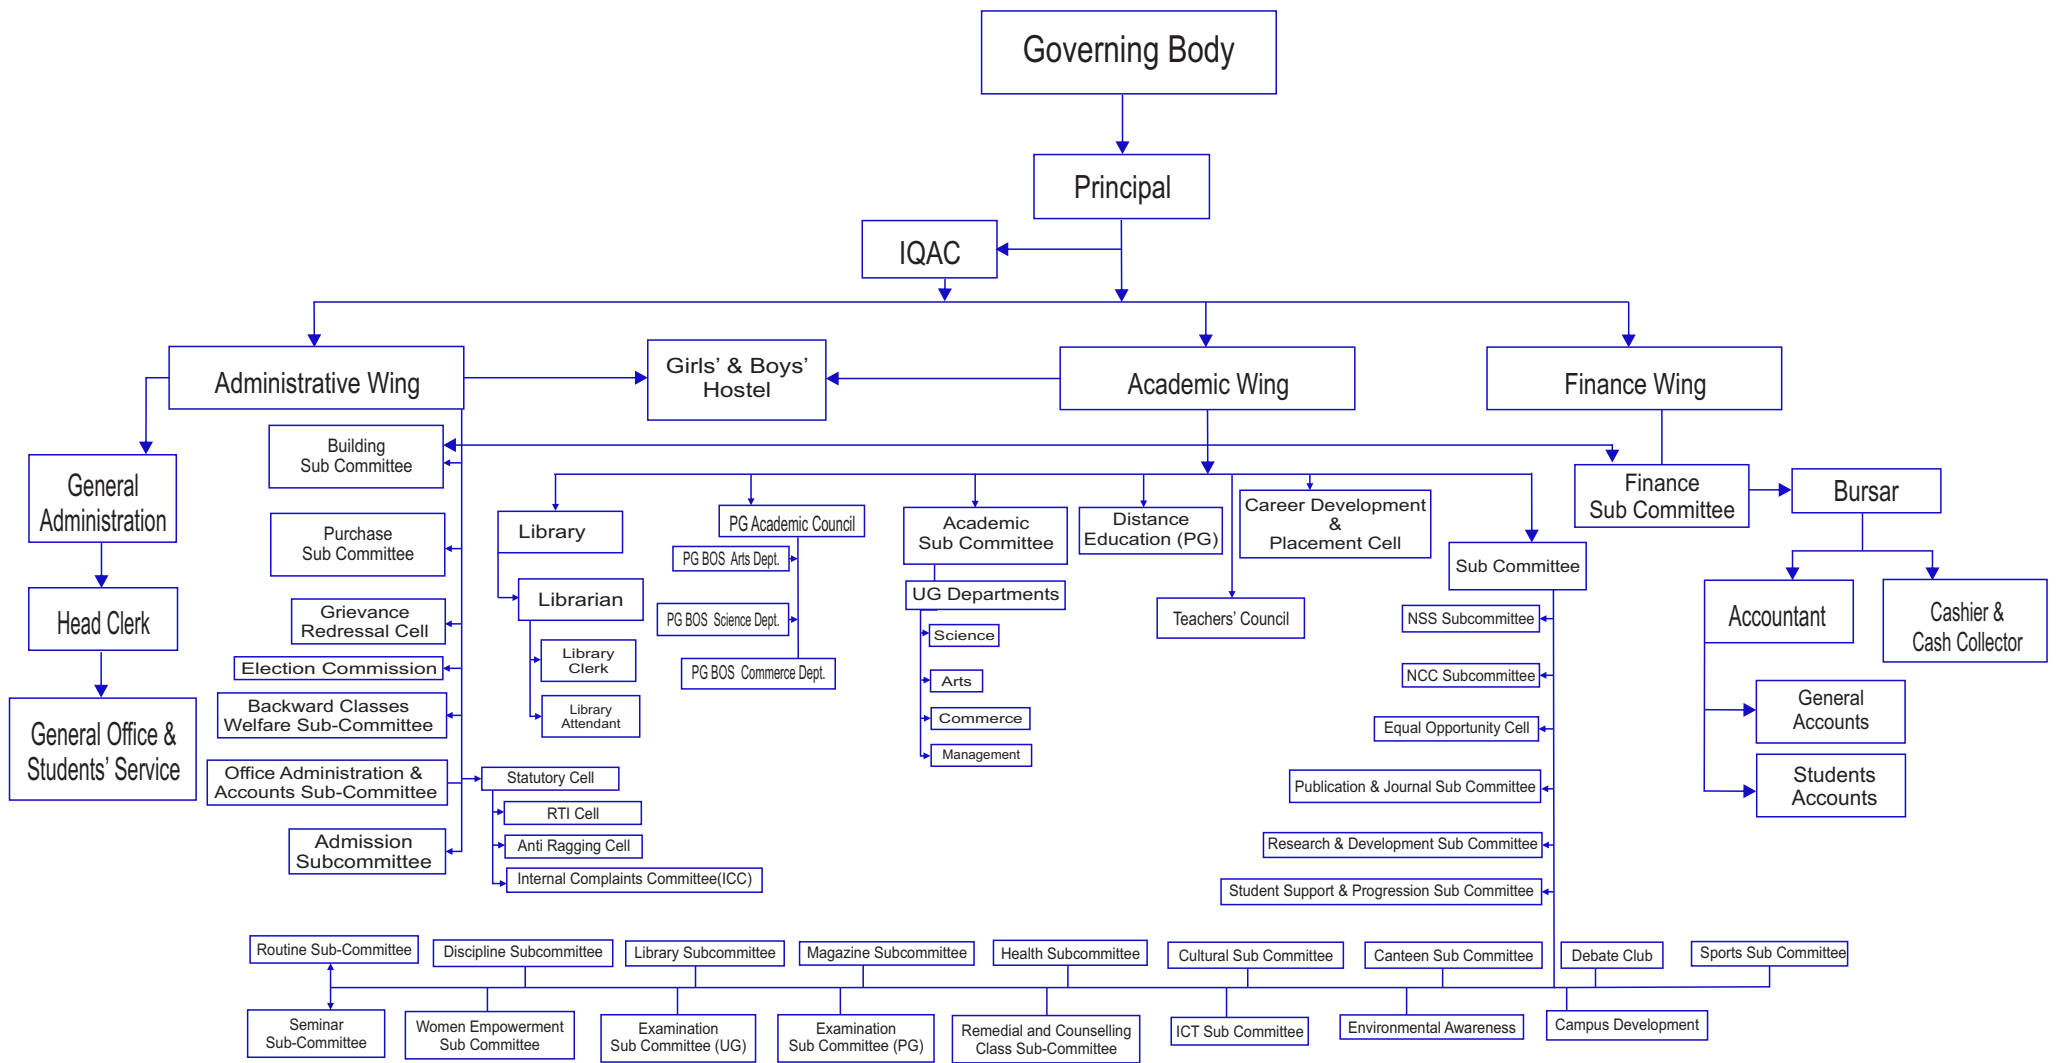 Governing Body
Principal
IQAC
Administrative Wing
Girls' & Boys'
Hostel
Academic Wing
Finance Wing
General
Administration
Head Clerk
General Office &
Students' Service
Building
Sub Committee
Purchase
Sub Committee
Grievance
Redressal Cell
Election Commission
Backward Classes
Welfare Sub-Committee
Office Administration &
Accounts Sub-Committee
Admission
Subcommittee
Statutory Cell
RTI Cell
Anti Ragging Cell
Internal Complaints Committee(ICC)
Library
Librarian
Library
Clerk
Library
Attendant
PG Academic Council
PG BOS Arts Dept.
PG BOS Science Dept.
PG BOS Commerce Dept.
Academic
Sub Committee
UG Departments
Science
Arts
Commerce
Management
Distance
Education (PG)
Teachers' Council
Career Development
&
Placement Cell
Sub Committee
NSS Subcommittee
NCC Subcommittee
Equal Opportunity Cell
Publication & Journal Sub Committee
Research & Development Sub Committee
Student Support & Progression Sub Committee
Finance
Sub Committee
Bursar
Accountant
Cashier &
Cash Collector
General
Accounts
Students
Accounts
Routine Sub-Committee
Discipline Subcommittee
Library Subcommittee
Magazine Subcommittee
Health Subcommittee
Cultural Sub Committee
Canteen Sub Committee
Debate Club
Sports Sub Committee
Seminar
Sub-Committee
Women Empowerment
Sub Committee
Examination
Sub Committee (UG)
Examination
Sub Committee (PG)
Remedial and Counselling
Class Sub-Committee
ICT Sub Committee
Environmental Awareness
Campus Development